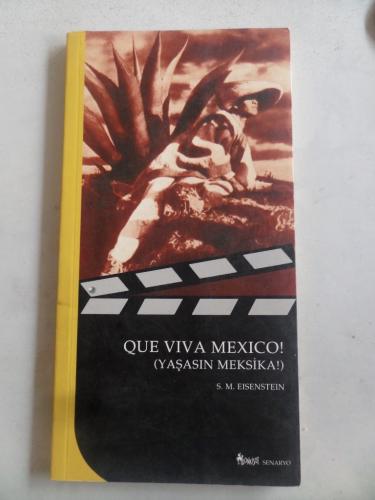 QUE VIVA MEXICO!
(YAŞASIN MEKSİKA!)
S. M. EISENSTEIN
SENARYO